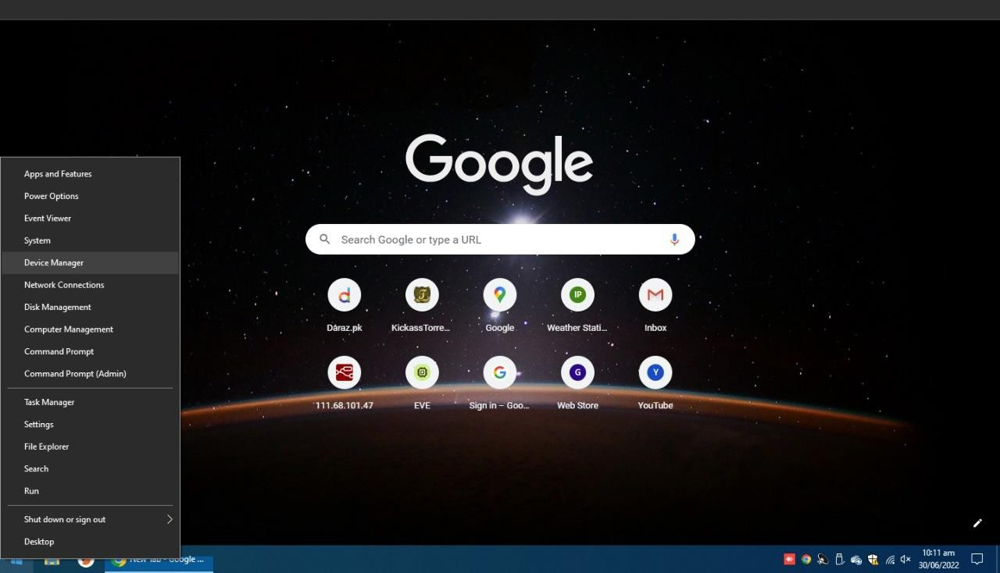 Google
Search Google or type a URL
Daraz.pk
KickassTorre...
Google
Weather Stati...
Inbox
111.68.101.47
EVE
Sign in – Goo...
Web Store
YouTube
Apps and Features
Power Options
Event Viewer
System
Device Manager
Network Connections
Disk Management
Computer Management
Command Prompt
Command Prompt (Admin)
Task Manager
Settings
File Explorer
Search
Run
Shut down or sign out
Desktop
New Tab - Google ...
10:11 am
30/06/2022
IP
G
Y